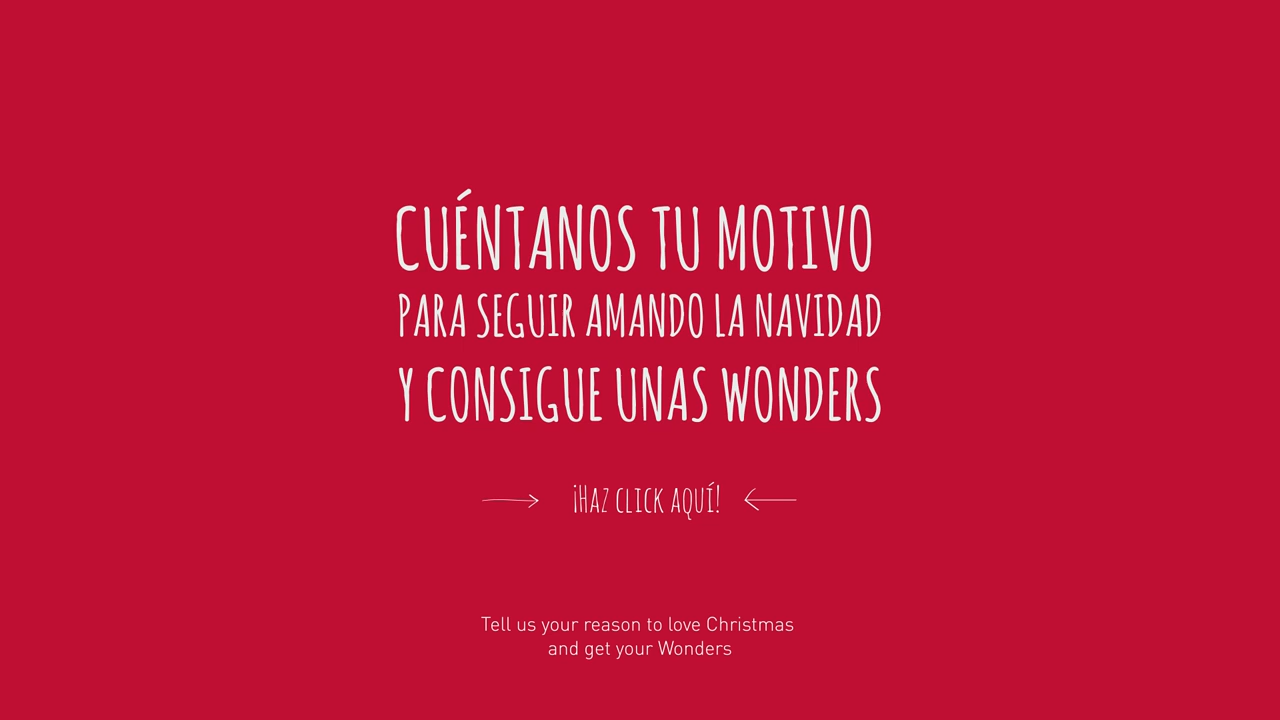 CUÉNTANOS TU MOTIVO
PARA SEGUIR AMANDO LA NAVIDAD
Y CONSIGUE UNAS WONDERS
¡HAZ CLICK AQUÍ!
Tell us your reason to love Christmas
and get your Wonders